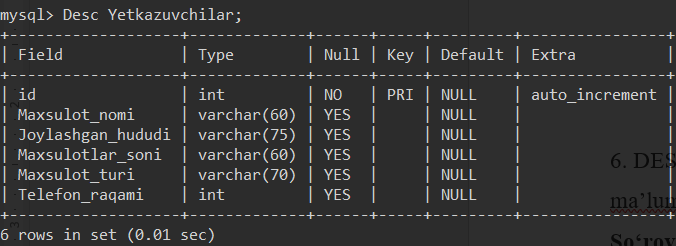 mysql> Desc Yetkazuvchilar;
+-------------------+-------------+------+-----+---------+----------------+
| Field             | Type        | Null | Key | Default | Extra          |
+-------------------+-------------+------+-----+---------+----------------+
| id                | int         | NO   | PRI | NULL    | auto_increment |
| Maxsulot_nomi     | varchar(60) | YES  |     | NULL    |                |
| Joylashgan_hududi | varchar(75) | YES  |     | NULL    |                |
| Maxsulotlar_soni  | varchar(60) | YES  |     | NULL    |                |
| Maxsulot_turi     | varchar(70) | YES  |     | NULL    |                |
| Telefon_raqami    | int         | YES  |     | NULL    |                |
+-------------------+-------------+------+-----+---------+----------------+
6 rows in set (0.01 sec)
6. DES
ma’lum
So‘rov